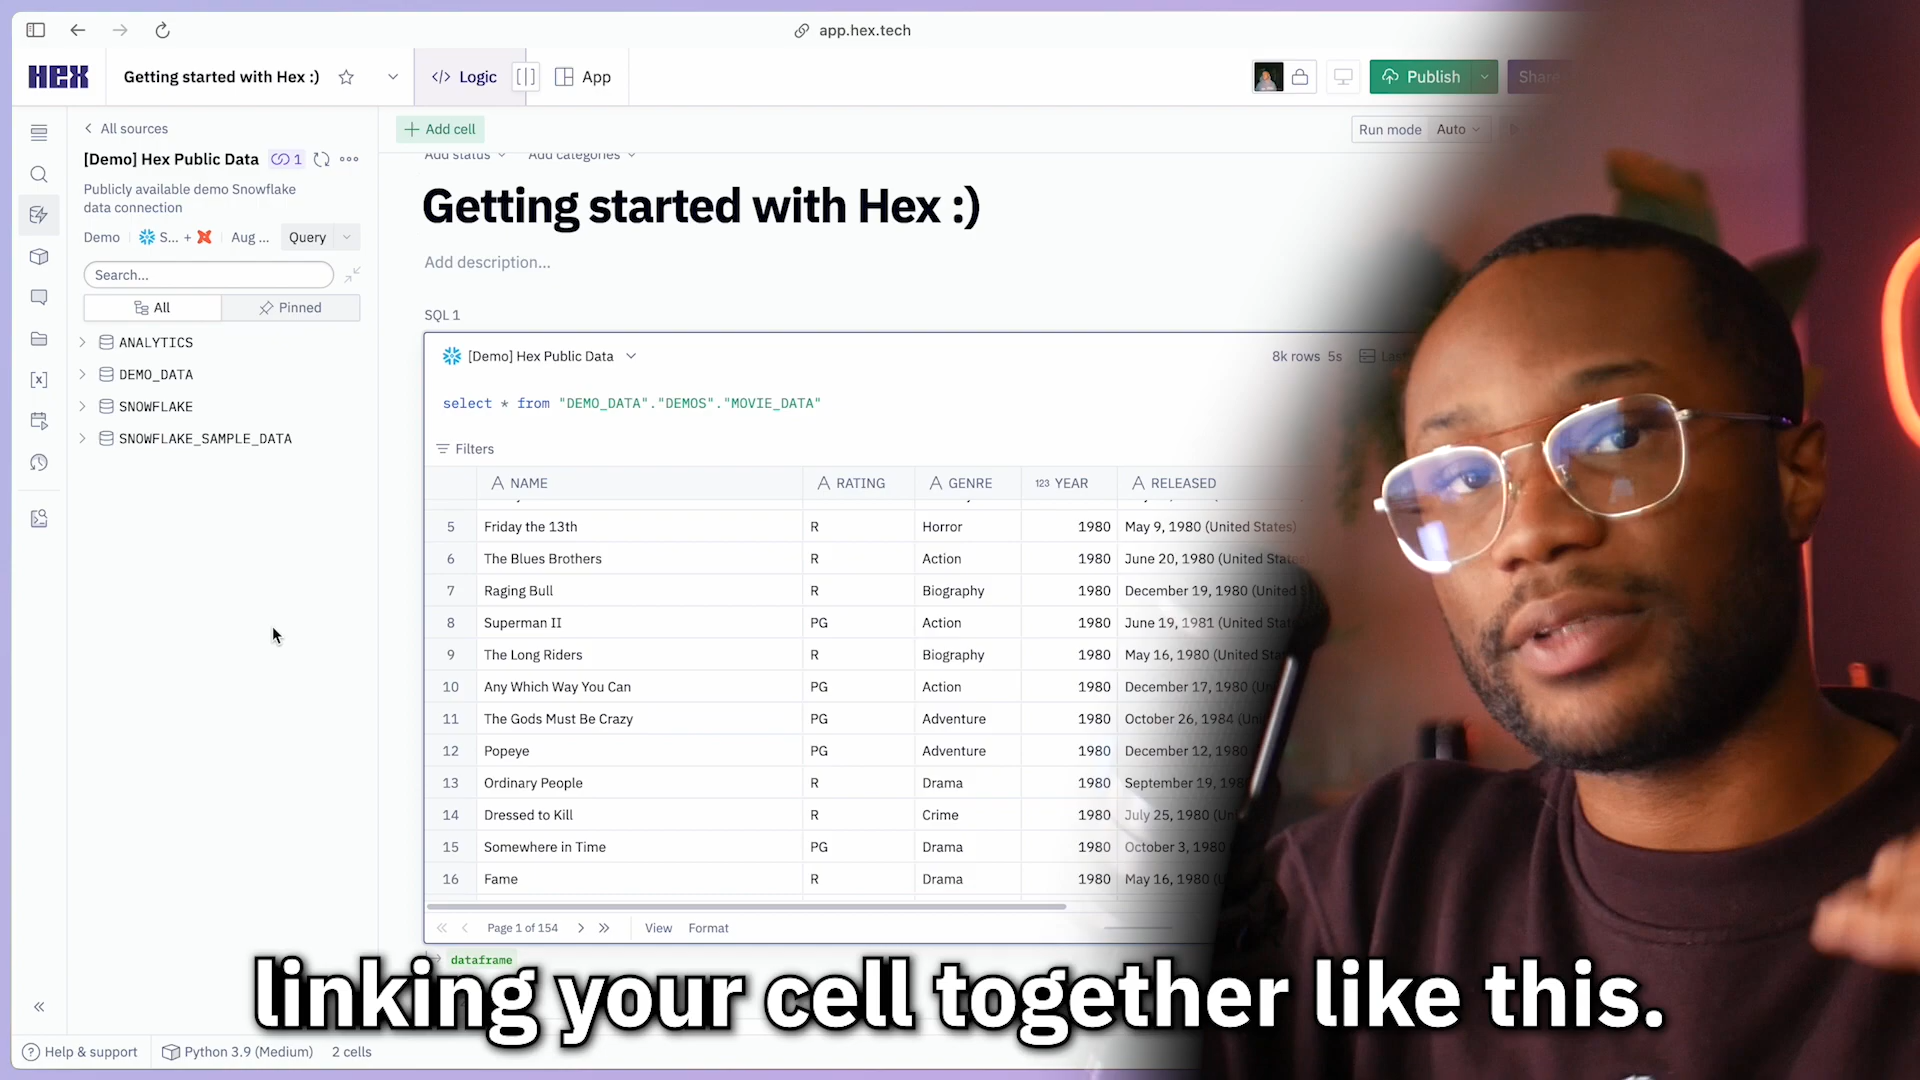 app.hex.tech
HEX
Getting started with Hex :)
</> Logic
App
Publish
Share
All sources
Add cell
Run mode Auto
[Demo] Hex Public Data 1
Add status
Add categories
Publicly available demo Snowflake
data connection
Getting started with Hex :)
Demo S... + Aug ... Query
Add description...
Search...
All
Pinned
SQL 1
ANALYTICS
DEMO_DATA
SNOWFLAKE
SNOWFLAKE_SAMPLE_DATA
[Demo] Hex Public Data
8k rows 5s
select * from "DEMO_DATA"."DEMOS"."MOVIE_DATA"
Filters
NAME RATING GENRE 123 YEAR RELEASED
5 Friday the 13th R Horror 1980 May 9, 1980 (United States)
6 The Blues Brothers R Action 1980 June 20, 1980 (United
7 Raging Bull R Biography 1980 December 19, 1980 (United
8 Superman II PG Action 1980 June 19, 1981 (United
9 The Long Riders R Biography 1980 May 16, 1980 (United
10 Any Which Way You Can PG Action 1980 December 17, 1980
11 The Gods Must Be Crazy PG Adventure 1980 October 26, 1984
12 Popeye PG Adventure 1980 December 12, 1980
13 Ordinary People R Drama 1980 September 19,
14 Dressed to Kill R Crime 1980 July 25, 1980
15 Somewhere in Time PG Drama 1980 October 3, 1980
16 Fame R Drama 1980 May 16, 1980
Page 1 of 154
View
Format
dataframe
linking your cell together like this.
Help & support
Python 3.9 (Medium)
2 cells